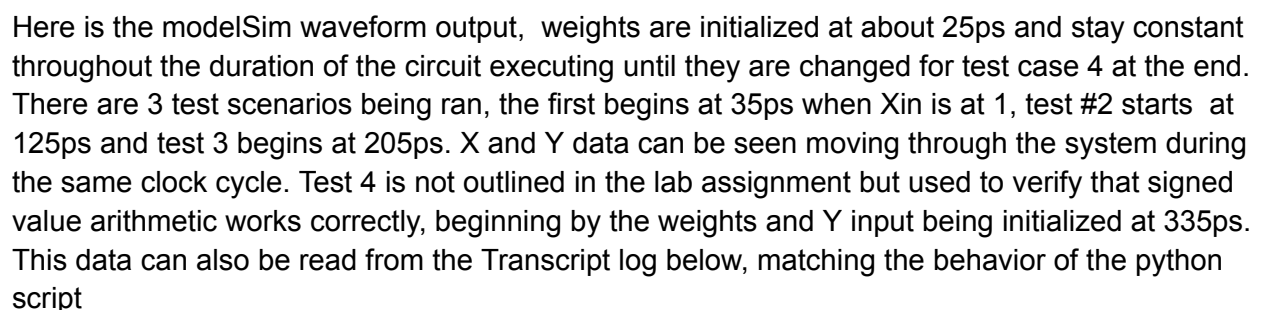 Here is the modelSim waveform output,  weights are initialized at about 25ps and stay constant
throughout the duration of the circuit executing until they are changed for test case 4 at the end.
There are 3 test scenarios being ran, the first begins at 35ps when Xin is at 1, test #2 starts  at
125ps and test 3 begins at 205ps. X and Y data can be seen moving through the system during
the same clock cycle. Test 4 is not outlined in the lab assignment but used to verify that signed
value arithmetic works correctly, beginning by the weights and Y input being initialized at 335ps.
This data can also be read from the Transcript log below, matching the behavior of the python
script